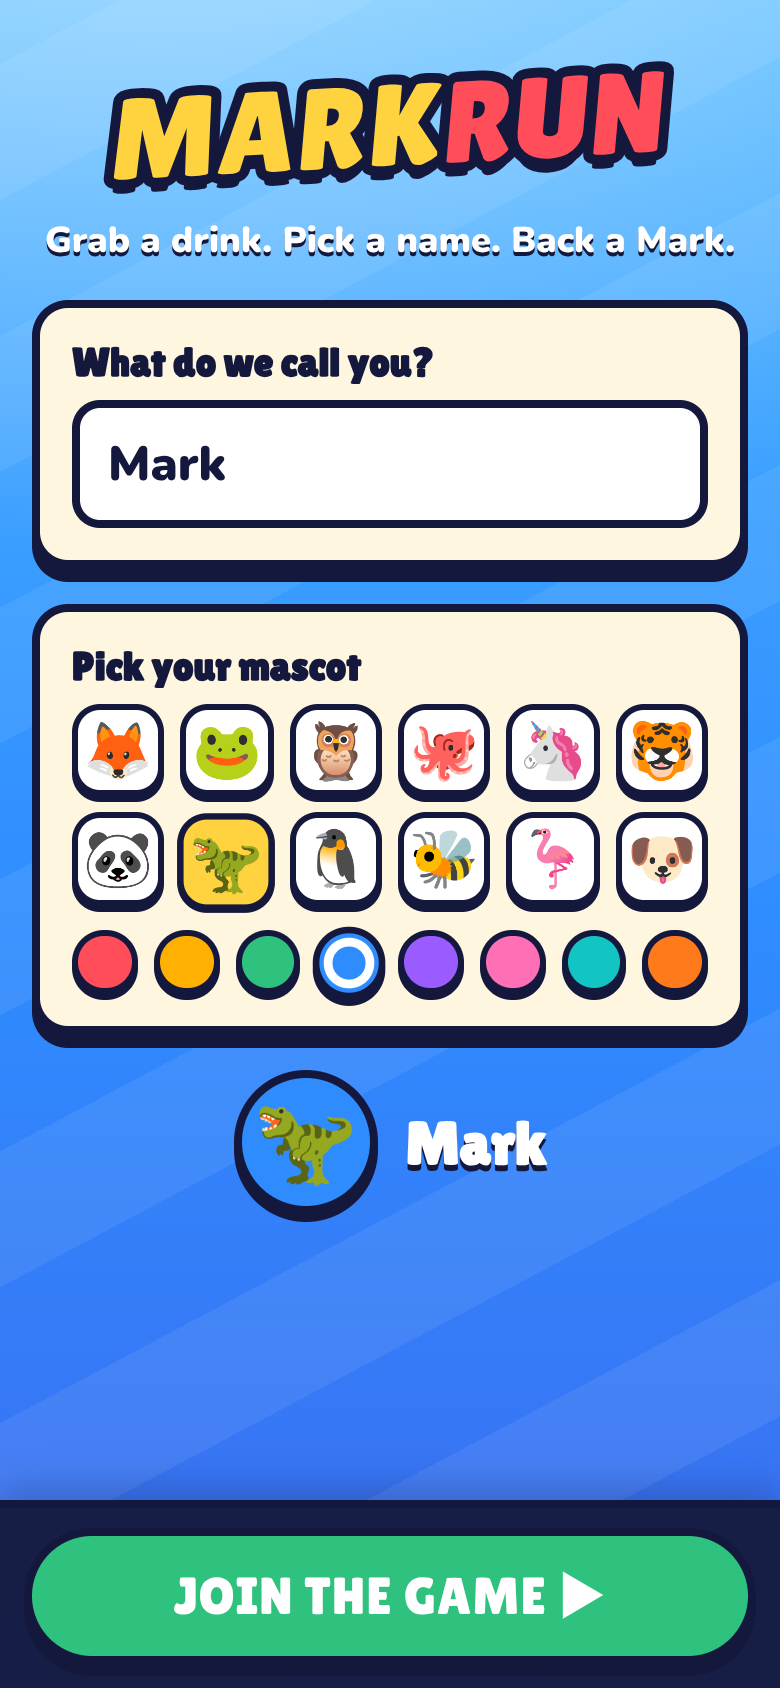 MARKRUN
Grab a drink. Pick a name. Back a Mark.
What do we call you?
Mark
Pick your mascot
Mark
JOIN THE GAME ▶